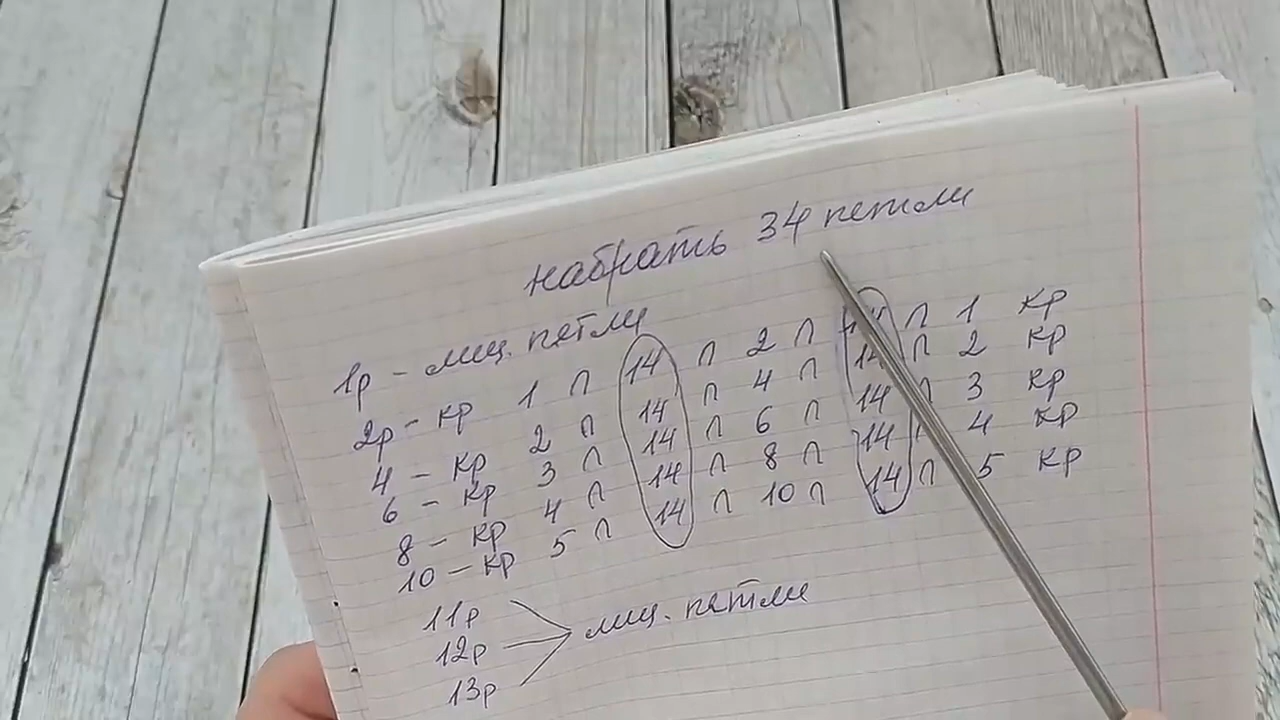 набрать 34 петли
1р - лиц. петли
2р - кр 1 п 14 п 2 п 14 п 1 кр
4 - кр 2 п 14 п 4 п 14 п 2 кр
6 - кр 3 п 14 п 6 п 14 п 3 кр
8 - кр 4 п 14 п 8 п 14 п 4 кр
10 - кр 5 п 14 п 10 п 14 п 5 кр
11р
12р лиц. петли
13р